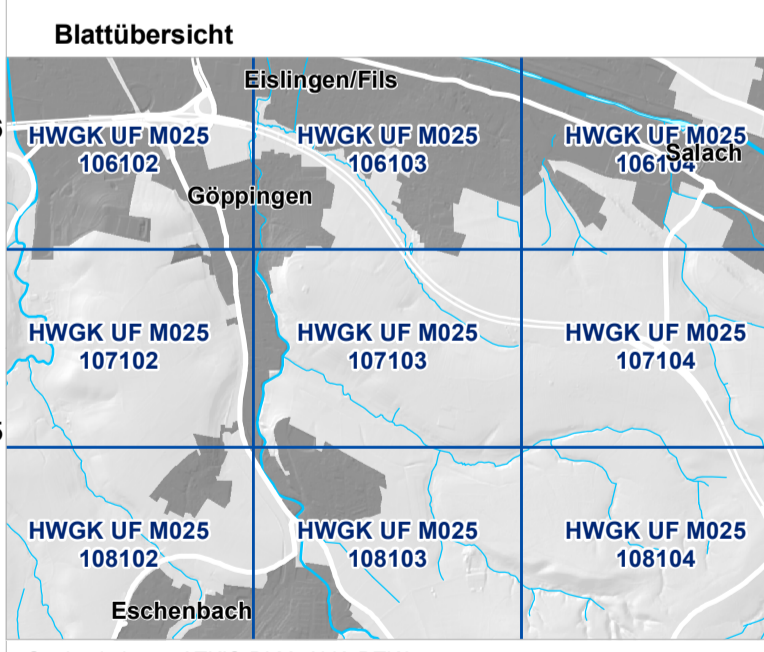 Blattübersicht
Eislingen/Fils
HWGK UF M025
106102
HWGK UF M025
106103
HWGK UF M025
106104
Salach
Göppingen
HWGK UF M025
107102
HWGK UF M025
107103
HWGK UF M025
107104
HWGK UF M025
108102
HWGK UF M025
108103
HWGK UF M025
108104
Eschenbach